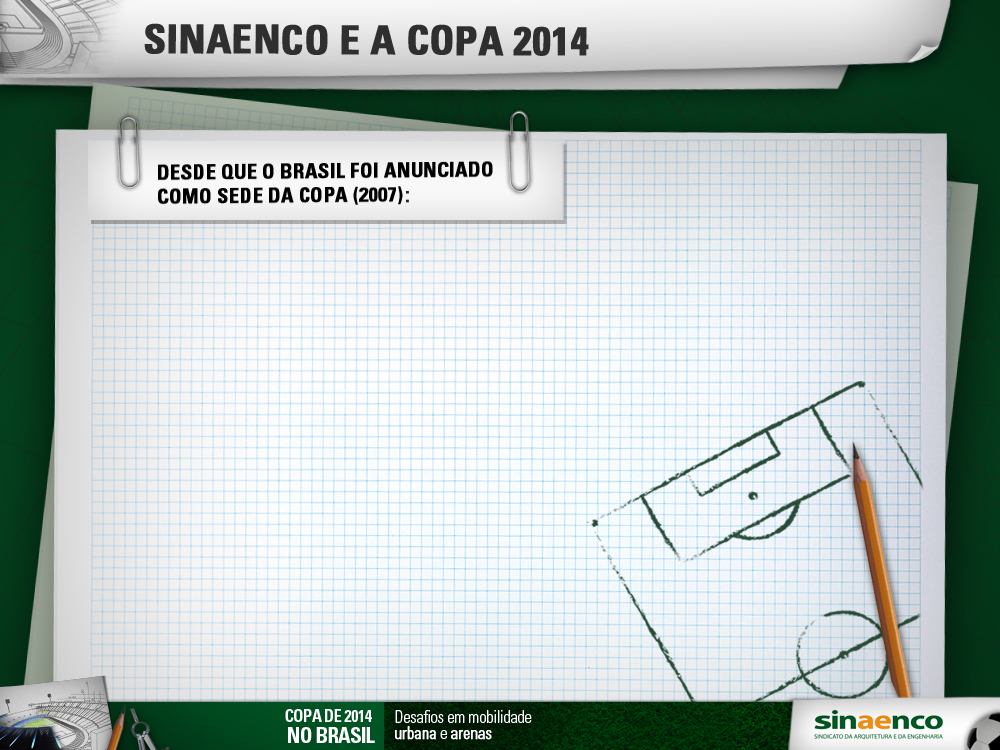 SINAENCO E A COPA 2014
DESDE QUE O BRASIL FOI ANUNCIADO
COMO SEDE DA COPA (2007):
COPA DE 2014
NO BRASIL
Desafios em mobilidade
urbana e arenas
sinaenco
SINDICATO DA ARQUITETURA E DA ENGENHARIA